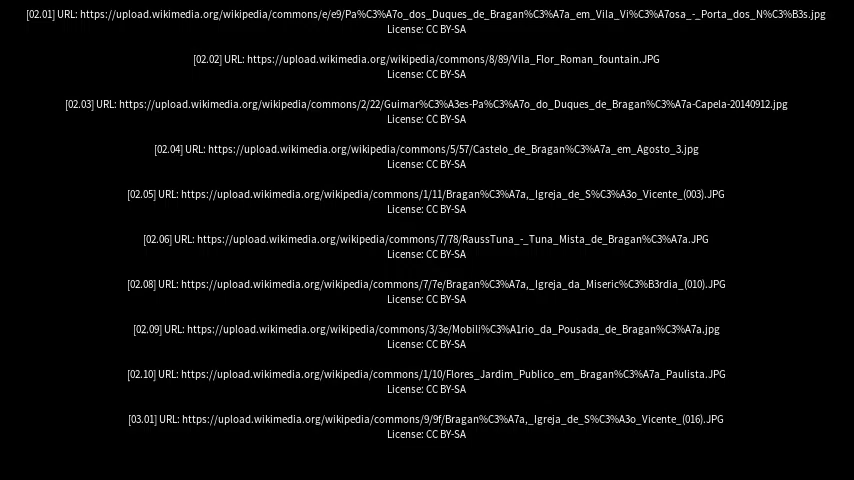 [02.01] URL: https://upload.wikimedia.org/wikipedia/commons/e/e9/Pa%C3%A7o_dos_Duques_de_Bragan%C3%A7a_em_Vila_Vi%C3%A7osa_-_Porta_dos_N%C3%B3s.jpg
License: CC BY-SA
[02.02] URL: https://upload.wikimedia.org/wikipedia/commons/8/89/Vila_Flor_Roman_fountain.JPG
License: CC BY-SA
[02.03] URL: https://upload.wikimedia.org/wikipedia/commons/2/22/Guimar%C3%A3es-Pa%C3%A7o_do_Duques_de_Bragan%C3%A7a-Capela-20140912.jpg
License: CC BY-SA
[02.04] URL: https://upload.wikimedia.org/wikipedia/commons/5/57/Castelo_de_Bragan%C3%A7a_em_Agosto_3.jpg
License: CC BY-SA
[02.05] URL: https://upload.wikimedia.org/wikipedia/commons/1/11/Bragan%C3%A7a,_Igreja_de_S%C3%A3o_Vicente_(003).JPG
License: CC BY-SA
[02.06] URL: https://upload.wikimedia.org/wikipedia/commons/7/78/RaussTuna_-_Tuna_Mista_de_Bragan%C3%A7a.JPG
License: CC BY-SA
[02.08] URL: https://upload.wikimedia.org/wikipedia/commons/7/7e/Bragan%C3%A7a,_Igreja_da_Miseric%C3%B3rdia_(010).JPG
License: CC BY-SA
[02.09] URL: https://upload.wikimedia.org/wikipedia/commons/3/3e/Mobili%C3%A1rio_da_Pousada_de_Bragan%C3%A7a.jpg
License: CC BY-SA
[02.10] URL: https://upload.wikimedia.org/wikipedia/commons/1/10/Flores_Jardim_Publico_em_Bragan%C3%A7a_Paulista.JPG
License: CC BY-SA
[03.01] URL: https://upload.wikimedia.org/wikipedia/commons/9/9f/Bragan%C3%A7a,_Igreja_de_S%C3%A3o_Vicente_(016).JPG
License: CC BY-SA